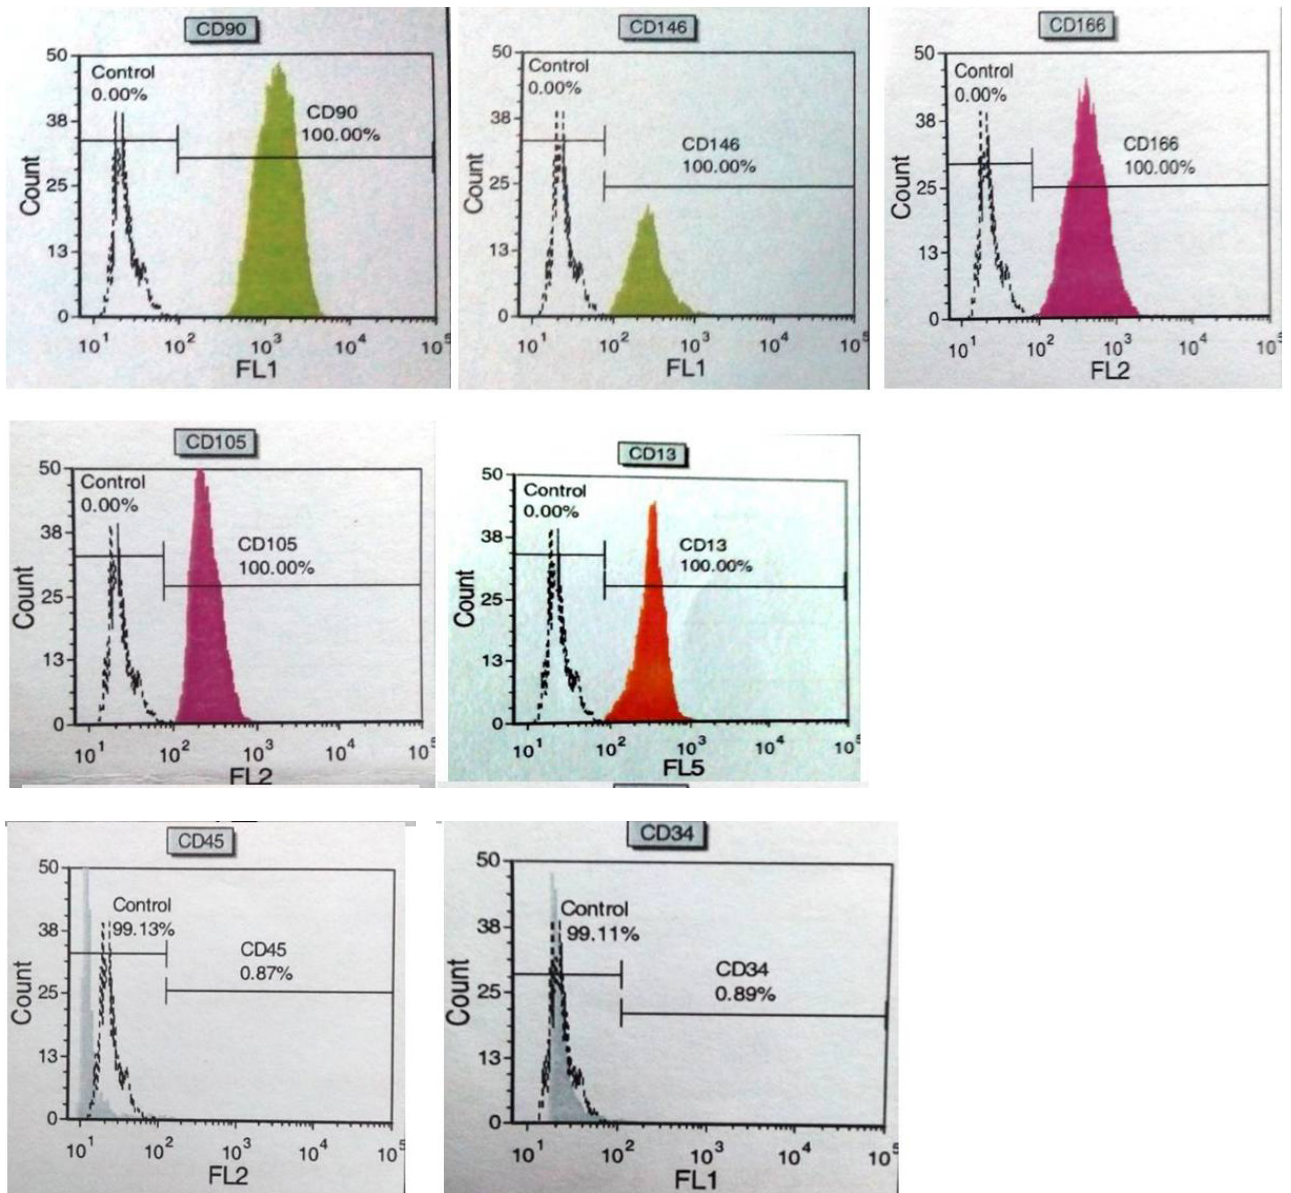 CD90
50
38
25
13
0
Count
Control
0.00%
CD90
100.00%
10¹ 10² 10³ 10⁴ 10⁵
FL1
CD146
50
38
25
13
0
Count
Control
0.00%
CD146
100.00%
10¹ 10² 10³ 10⁴ 10⁵
FL1
CD166
50
38
25
13
0
Count
Control
0.00%
CD166
100.00%
10¹ 10² 10³ 10⁴ 10⁵
FL2
CD105
50
38
25
13
0
Count
Control
0.00%
CD105
100.00%
10¹ 10² 10³ 10⁴ 10⁵
FL2
CD13
50
38
25
13
0
Count
Control
0.00%
CD13
100.00%
10¹ 10² 10³ 10⁴ 10⁵
FL5
CD45
50
38
25
13
0
Count
Control
99.13%
CD45
0.87%
10¹ 10² 10³ 10⁴ 10⁵
FL2
CD34
50
38
25
13
0
Count
Control
99.11%
CD34
0.89%
10¹ 10² 10³ 10⁴ 10⁵
FL1